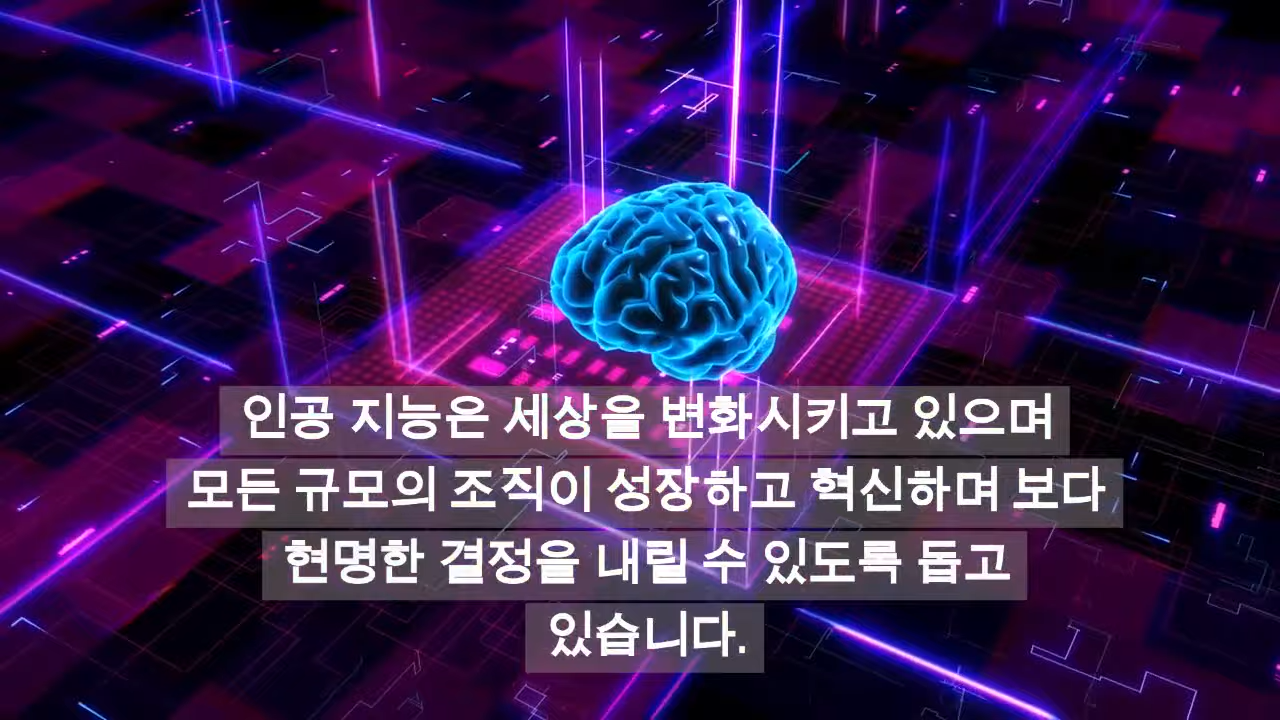 인공 지능은 세상을 변화시키고 있으며
모든 규모의 조직이 성장하고 혁신하며 보다
현명한 결정을 내릴 수 있도록 돕고
있습니다.